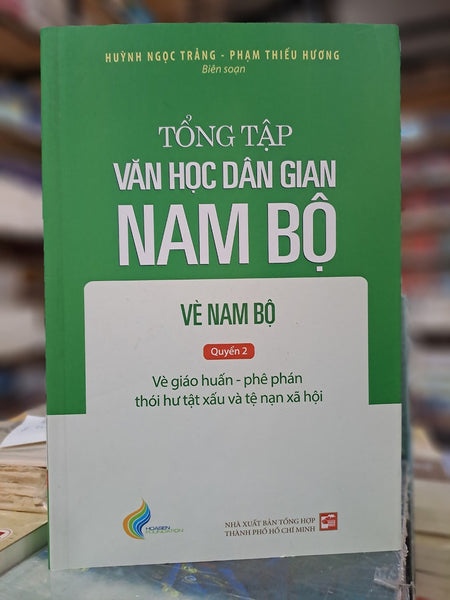 HUỲNH NGỌC TRẢNG - PHẠM THIẾU HƯƠNG
Biên soạn
TỔNG TẬP
VĂN HỌC DÂN GIAN
NAM BỘ
VÈ NAM BỘ
Quyển 2
Vè giáo huấn - phê phán
thói hư tật xấu và tệ nạn xã hội
HOASEN
FOUNDATION
NHÀ XUẤT BẢN TỔNG HỢP
THÀNH PHỐ HỒ CHÍ MINH